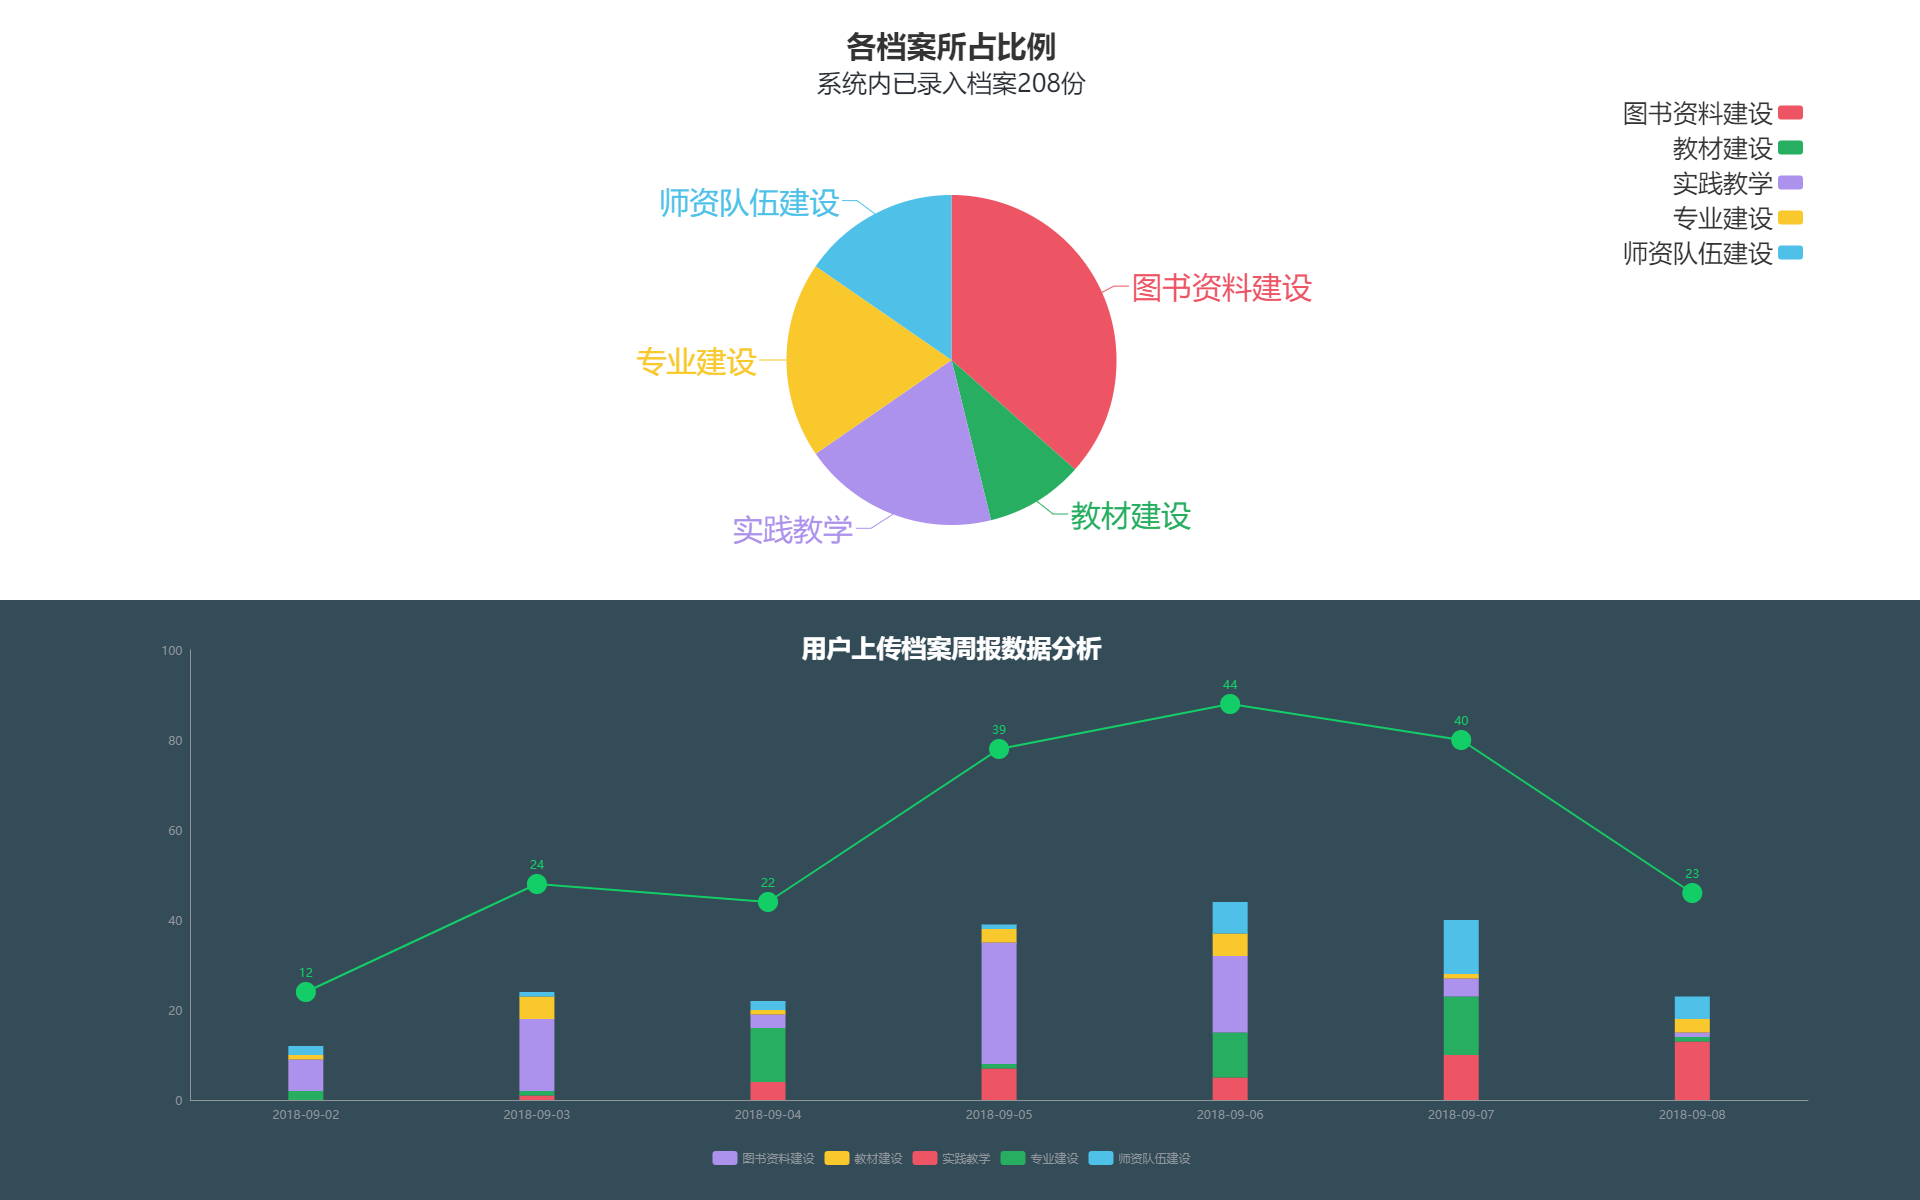 各档案所占比例
系统内已录入档案208份
图书资料建设
教材建设
实践教学
专业建设
师资队伍建设
师资队伍建设
图书资料建设
专业建设
教材建设
实践教学
用户上传档案周报数据分析
100
80
60
40
20
0
12
24
22
39
44
40
23
2018-09-02
2018-09-03
2018-09-04
2018-09-05
2018-09-06
2018-09-07
2018-09-08
图书资料建设 教材建设 实践教学 专业建设 师资队伍建设